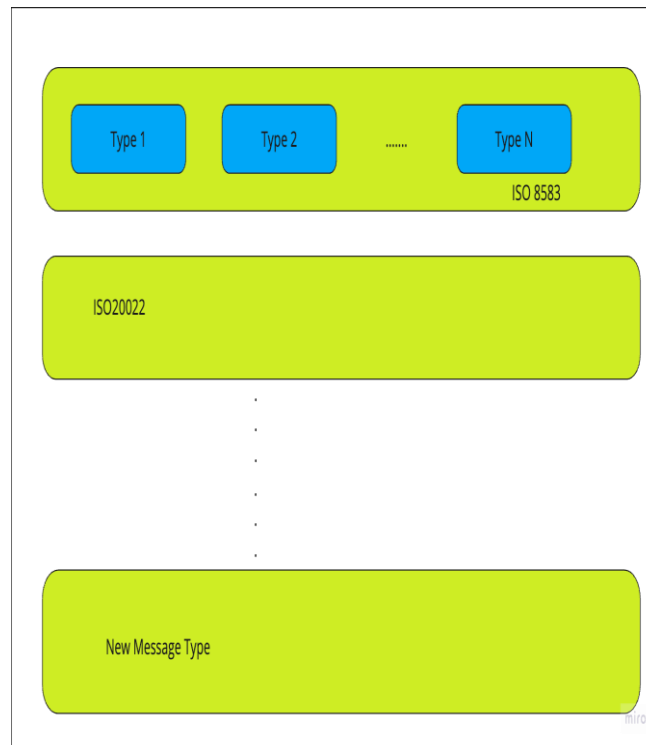 Type 1
Type 2
.......
Type N
ISO 8583
ISO20022
.
.
.
.
.
.
New Message Type
miro